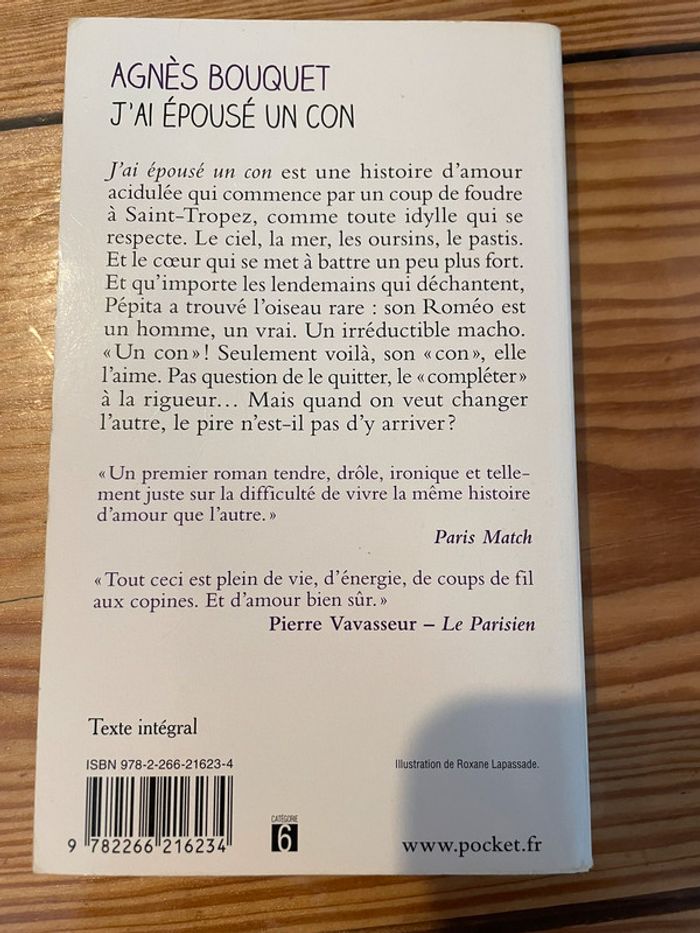 AGNÈS BOUQUET
J'AI ÉPOUSÉ UN CON
J'ai épousé un con est une histoire d'amour
acidulée qui commence par un coup de foudre
à Saint-Tropez, comme toute idylle qui se
respecte. Le ciel, la mer, les oursins, le pastis.
Et le cœur qui se met à battre un peu plus fort.
Et qu'importe les lendemains qui déchantent,
Pépita a trouvé l'oiseau rare : son Roméo est
un homme, un vrai. Un irréductible macho.
« Un con » ! Seulement voilà, son « con », elle
l'aime. Pas question de le quitter, le « compléter »
à la rigueur... Mais quand on veut changer
l'autre, le pire n'est-il pas d'y arriver ?
« Un premier roman tendre, drôle, ironique et telle-
ment juste sur la difficulté de vivre la même histoire
d'amour que l'autre. »
Paris Match
« Tout ceci est plein de vie, d'énergie, de coups de fil
aux copines. Et d'amour bien sûr. »
Pierre Vavasseur – Le Parisien
Texte intégral
ISBN 978-2-266-21623-4
Illustration de Roxane Lapassade.
CATÉGORIE
6
9 782266 216234
www.pocket.fr